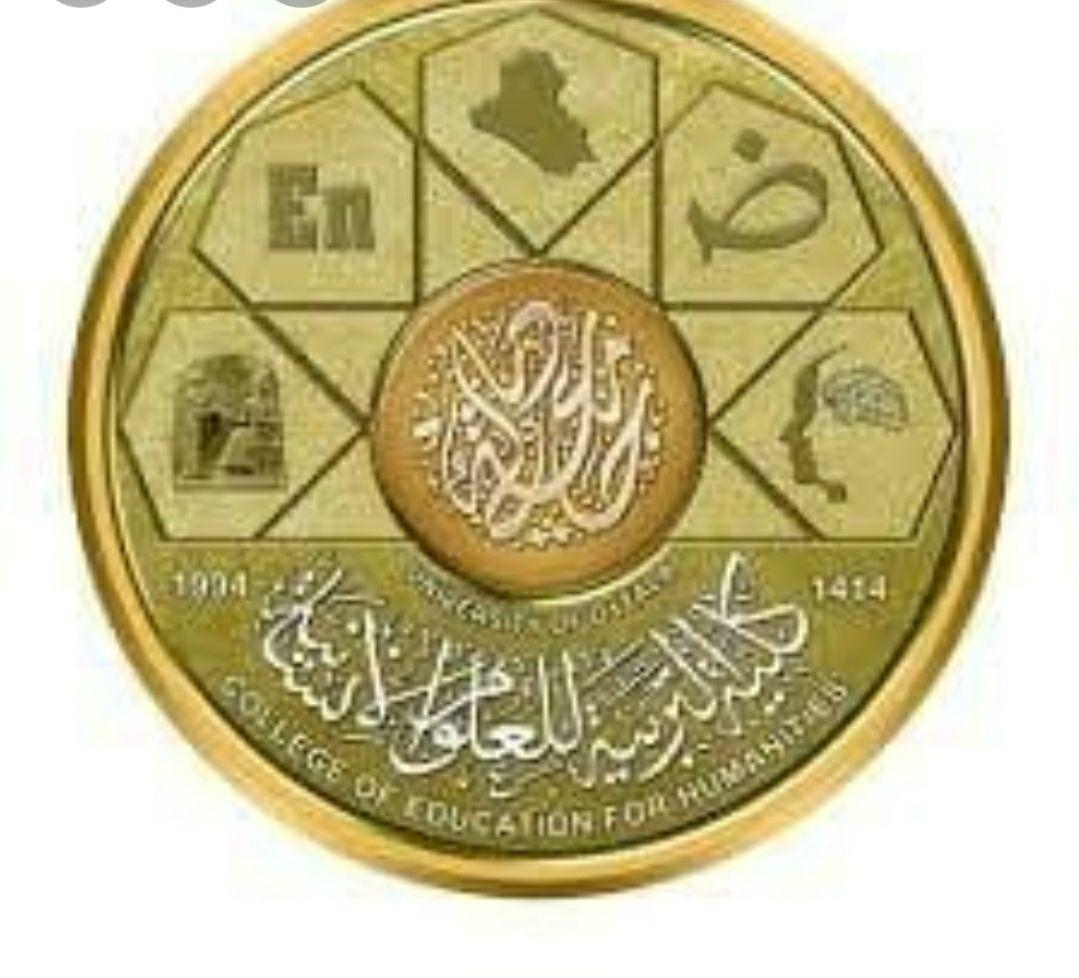 En
ض
1994
1414
كلية التربية للعلوم الإنسانية
COLLEGE OF EDUCATION FOR HUMANITIES